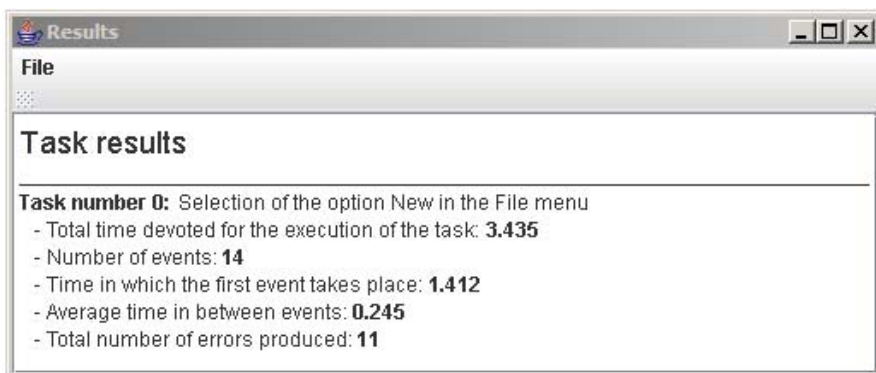 Results
File
Task results
Task number 0: Selection of the option New in the File menu
- Total time devoted for the execution of the task: 3.435
- Number of events: 14
- Time in which the first event takes place: 1.412
- Average time in between events: 0.245
- Total number of errors produced: 11